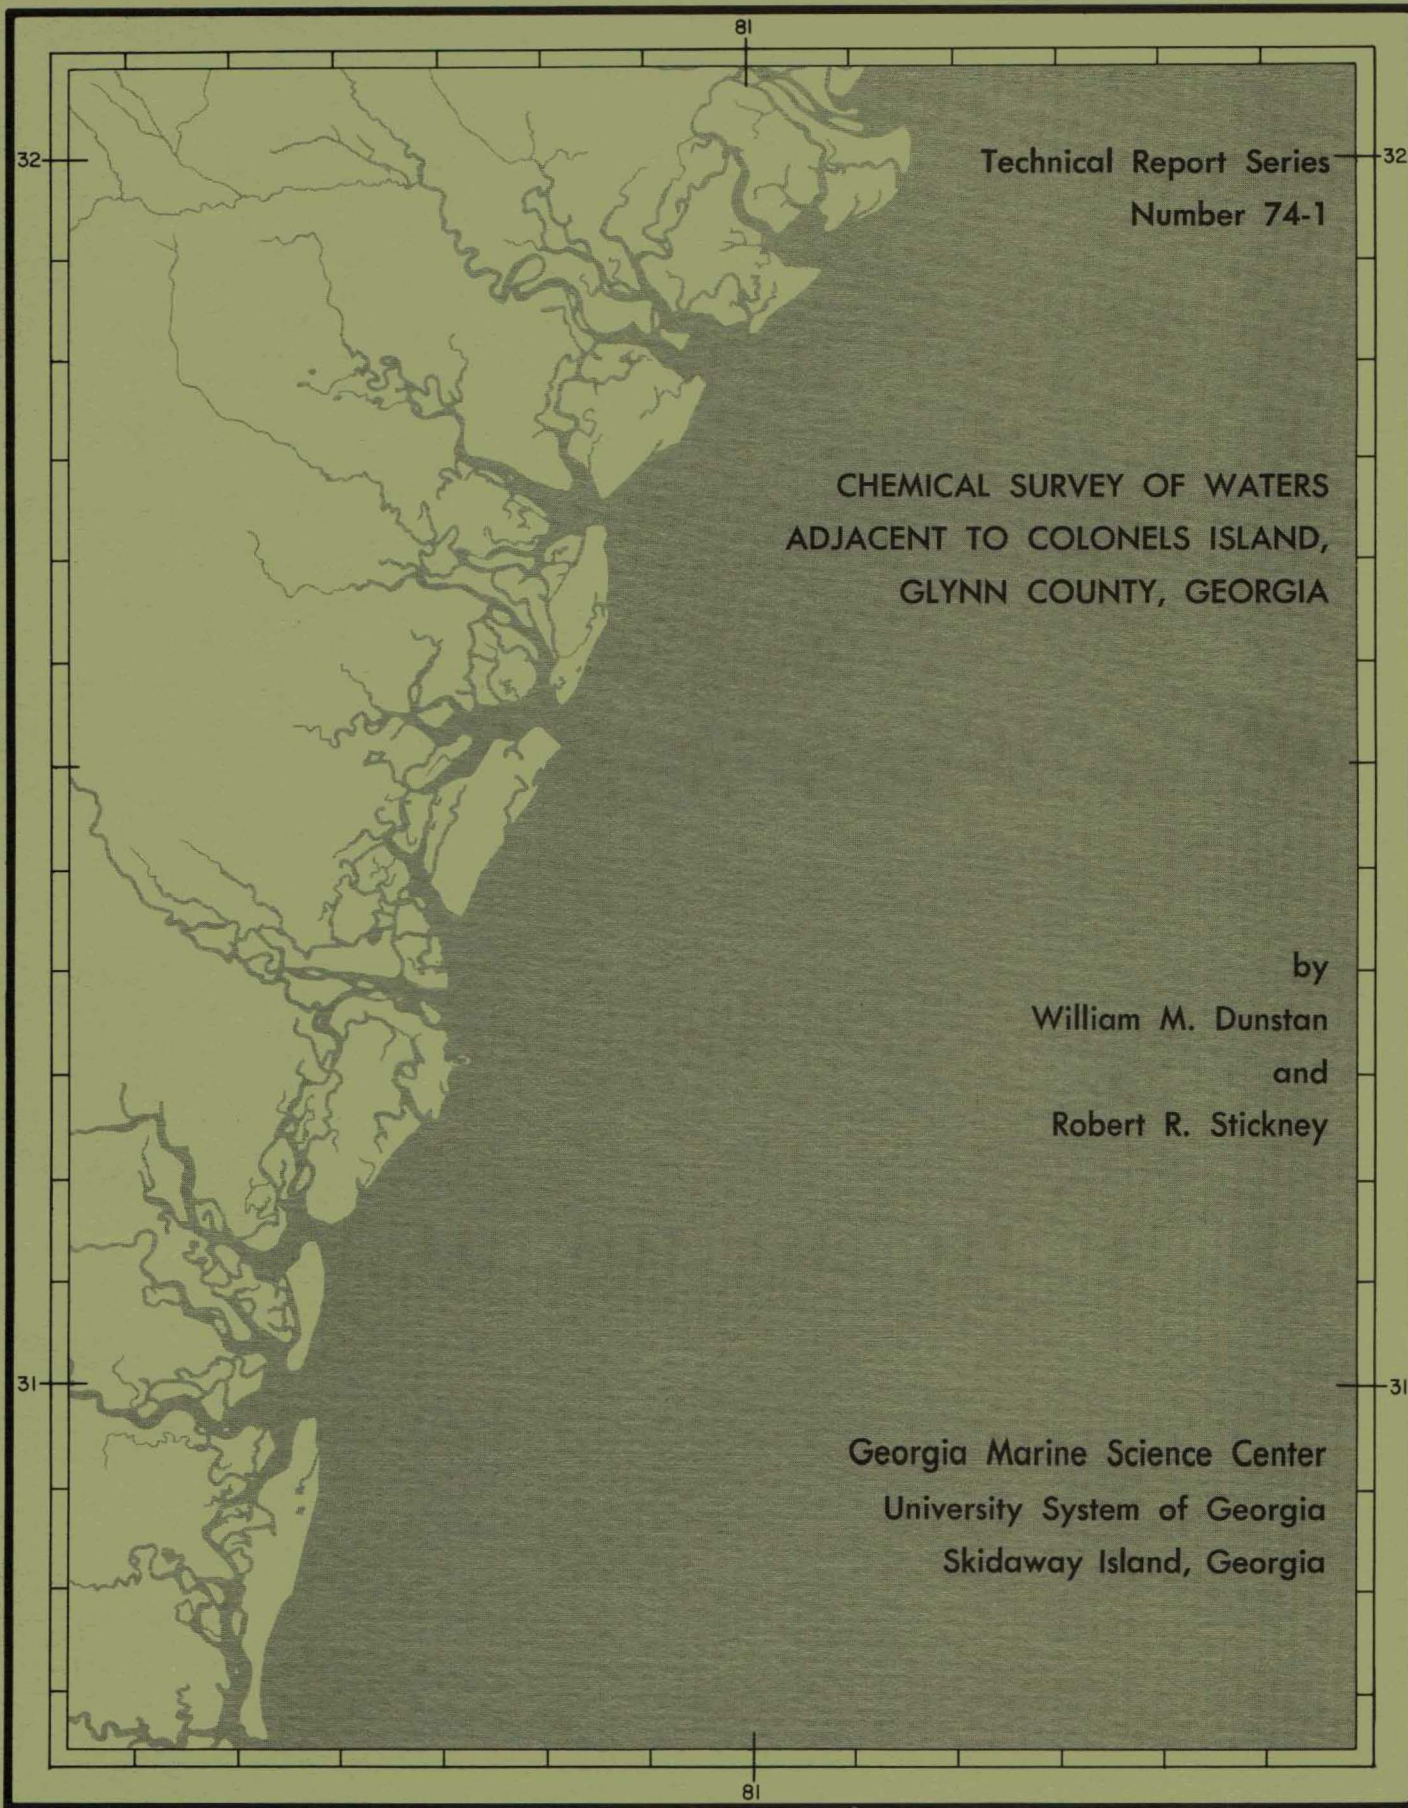 81
32
32
Technical Report Series
Number 74-1
CHEMICAL SURVEY OF WATERS
ADJACENT TO COLONELS ISLAND,
GLYNN COUNTY, GEORGIA
by
William M. Dunstan
and
Robert R. Stickney
31
31
Georgia Marine Science Center
University System of Georgia
Skidaway Island, Georgia
81